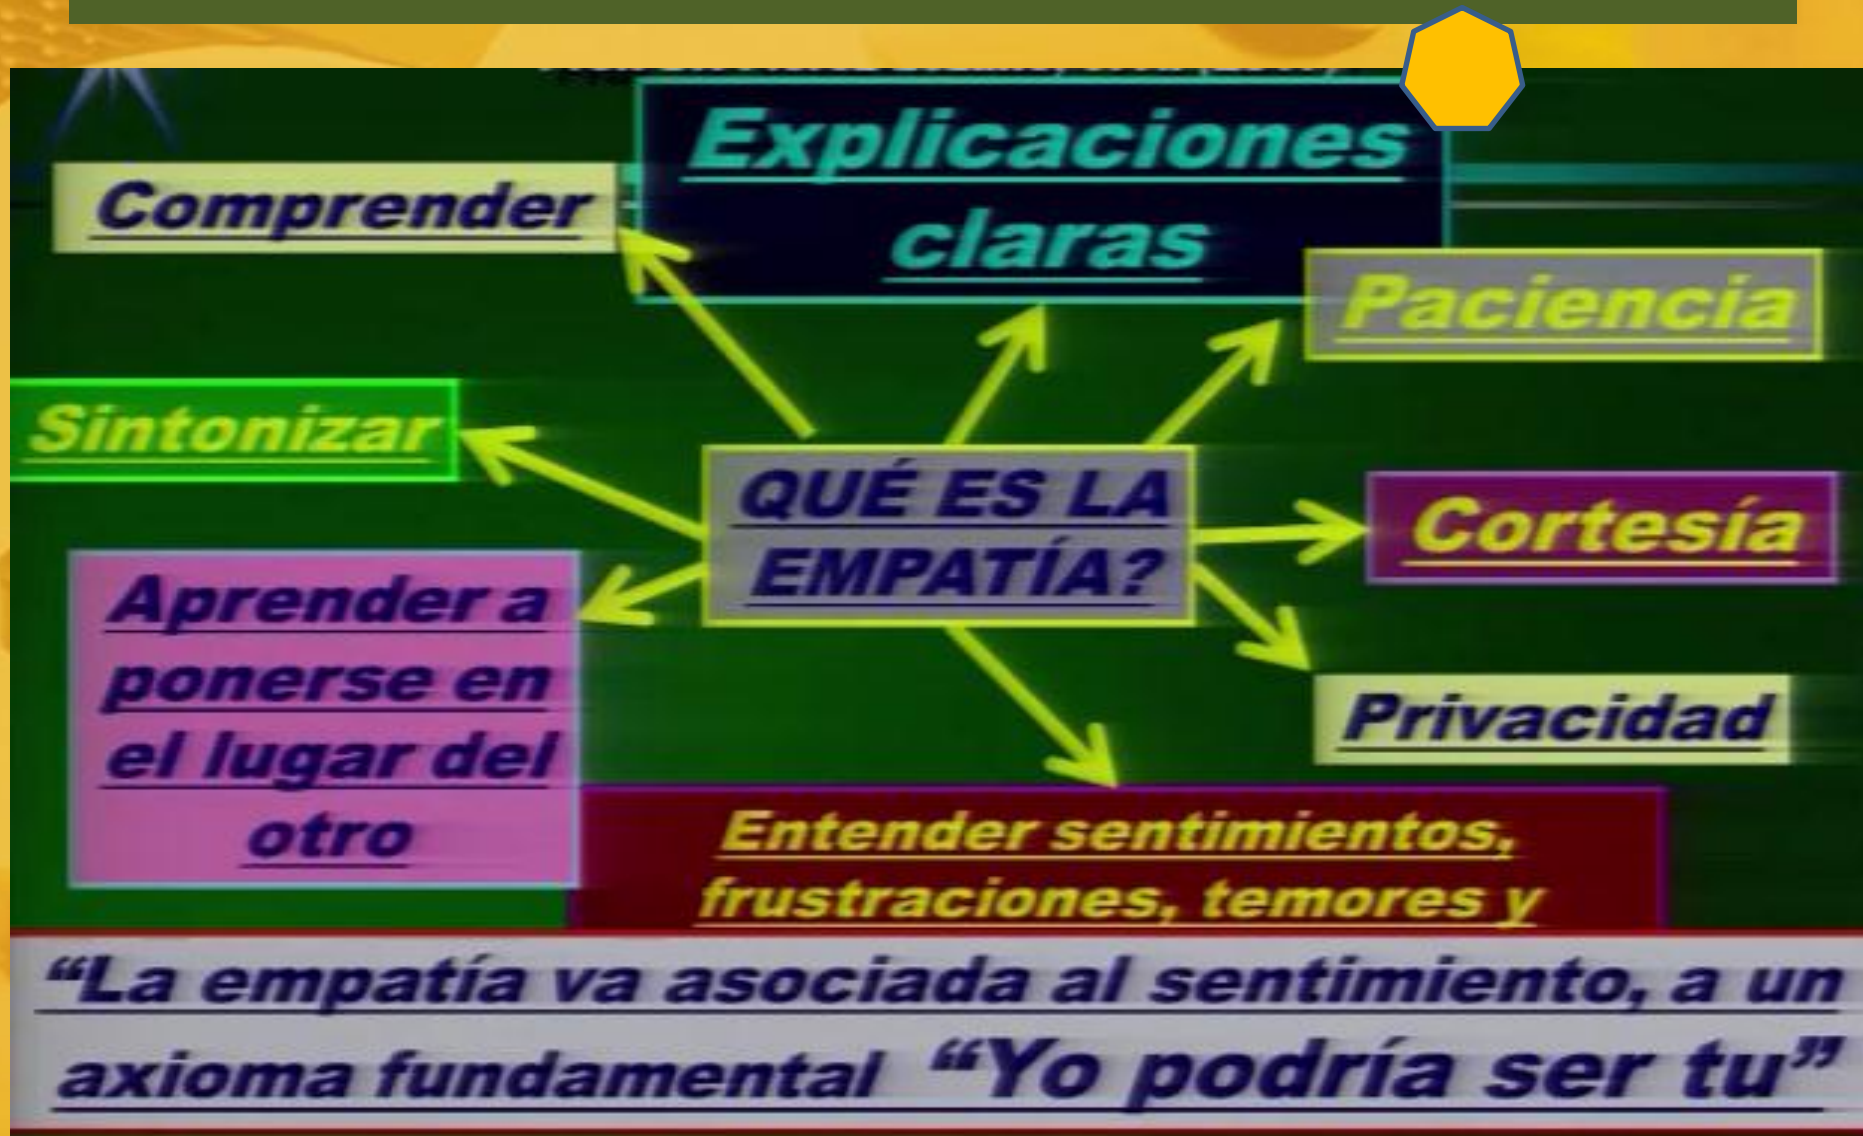 Explicaciones
claras
Comprender
Paciencia
Sintonizar
QUÉ ES LA
EMPATÍA?
Cortesía
Aprender a
ponerse en
el lugar del
otro
Privacidad
Entender sentimientos,
frustraciones, temores y
“La empatía va asociada al sentimiento, a un
axioma fundamental “Yo podría ser tu”